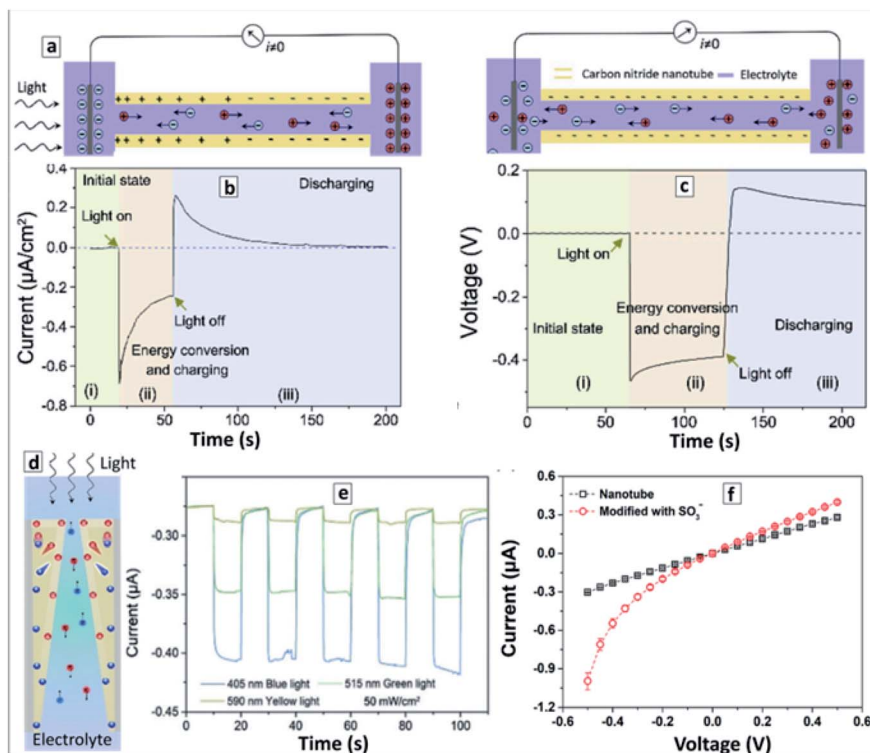 a
i≠0
Light
i≠0
Carbon nitride nanotube
Electrolyte
b
Initial state
Discharging
Light on
Light off
Energy conversion
and charging
(i)
(ii)
(iii)
0.4
0.2
0.0
-0.2
-0.4
-0.6
-0.8
Current (μA/cm²)
0
50
100
150
200
Time (s)
c
Light on
Energy conversion
and charging
Initial state
Discharging
Light off
(i)
(ii)
(iii)
0.2
0.0
-0.4
Voltage (V)
0
50
100
150
200
Time (s)
d
Light
Electrolyte
e
-0.30
-0.35
-0.40
-0.45
Current (μA)
405 nm Blue light
515 nm Green light
590 nm Yellow light
50 mW/cm²
0
20
40
60
80
100
Time (s)
f
Nanotube
Modified with SO₃⁻
0.6
0.3
0.0
-0.3
-0.6
-0.9
-1.2
Current (μA)
-0.6
-0.4
-0.2
0.0
0.2
0.4
0.6
Voltage (V)